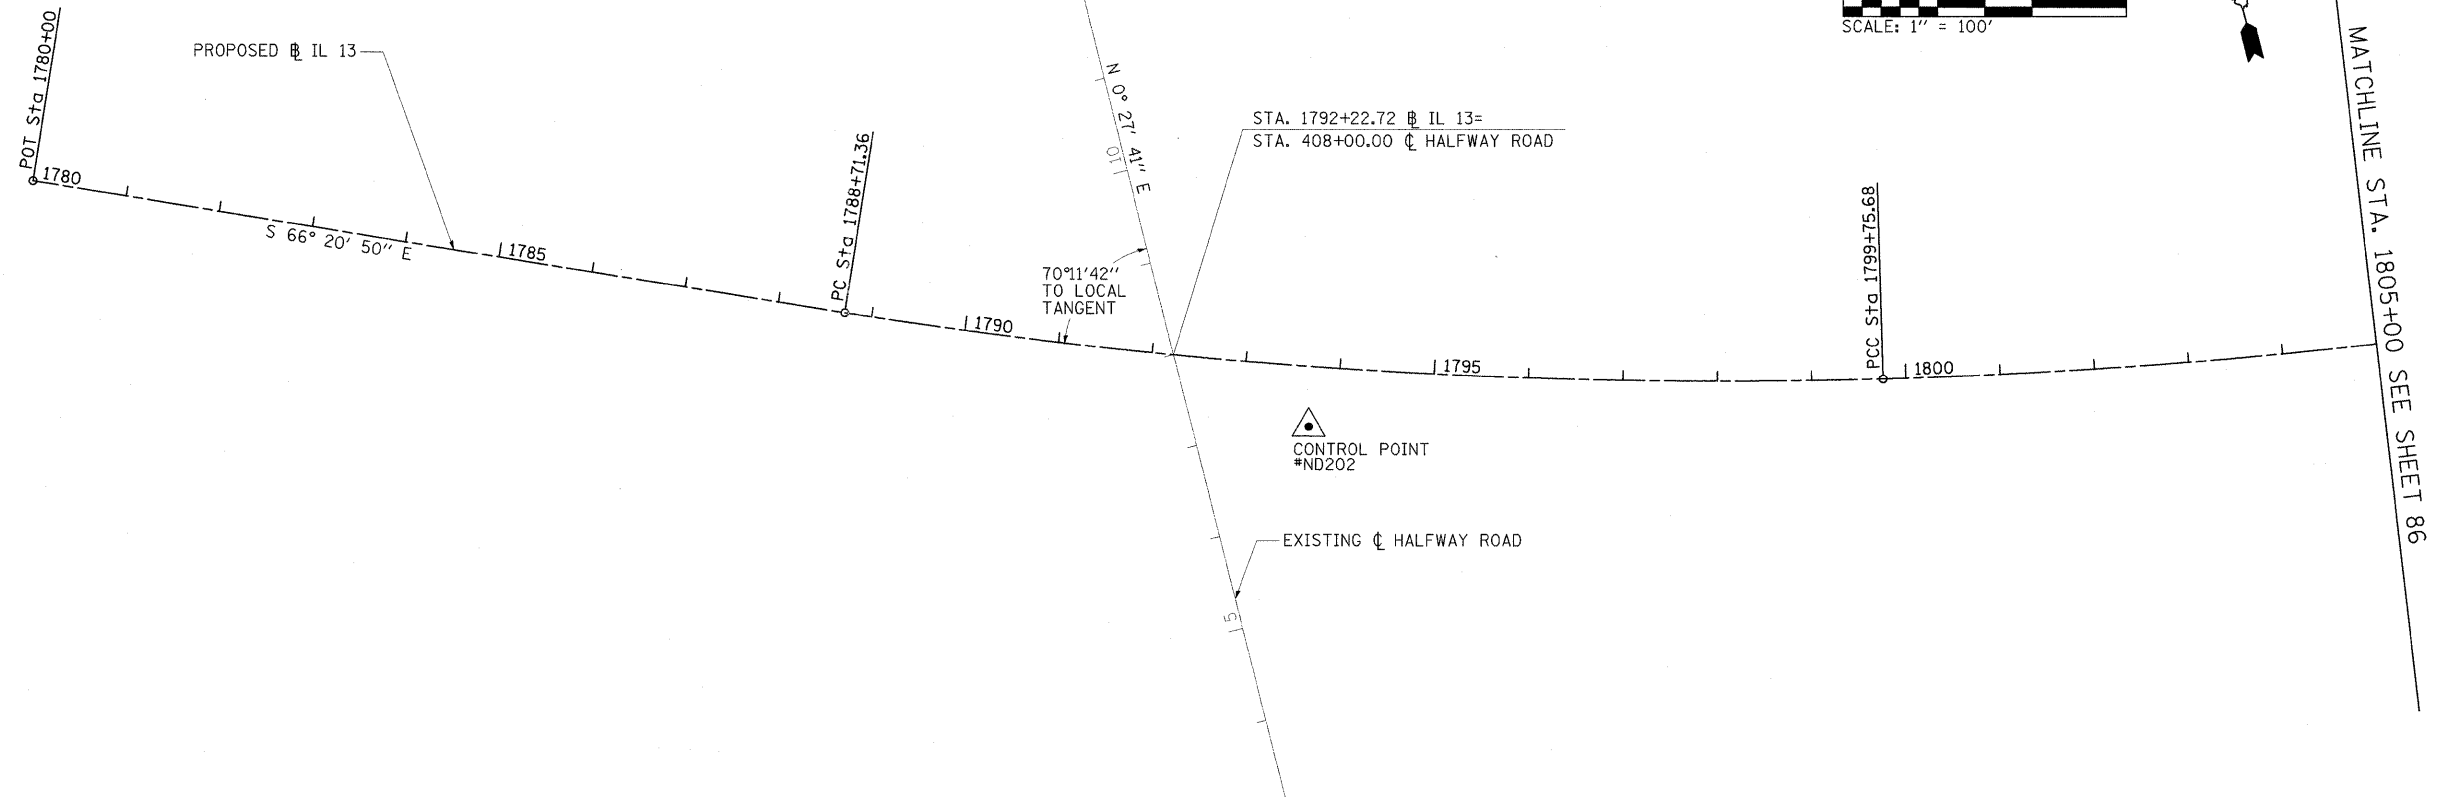 SCALE: 1" = 100'
PROPOSED ⅊ IL 13
POT Sta 1780+00
1780
S 66° 20' 50" E
1785
PC Sta 1788+71.36
1790
N 0° 27' 41" E
10
70°11'42"
TO LOCAL
TANGENT
STA. 1792+22.72 ⅊ IL 13=
STA. 408+00.00 ℄ HALFWAY ROAD
1795
PCC Sta 1799+75.68
1800
CONTROL POINT
#ND202
EXISTING ℄ HALFWAY ROAD
5
MATCHLINE STA. 1805+00 SEE SHEET 86